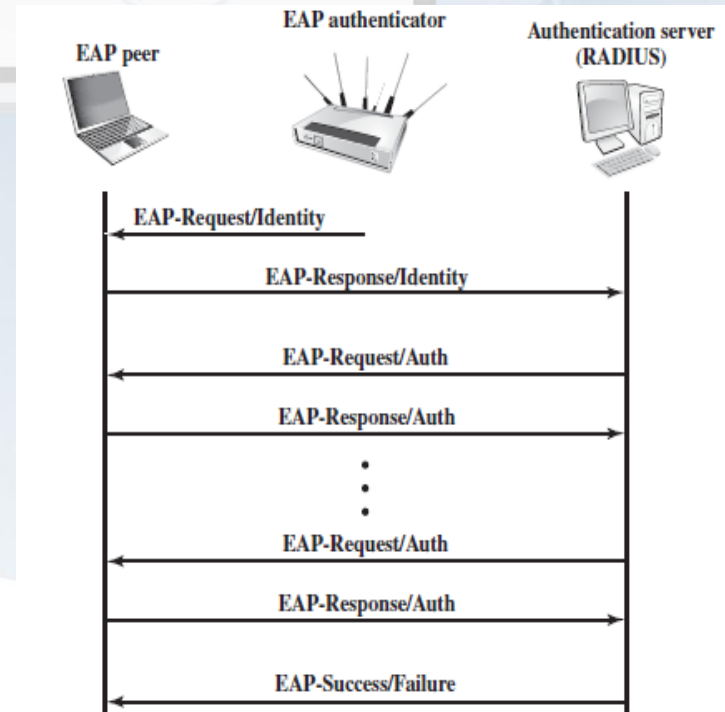 EAP peer
EAP authenticator
Authentication server
(RADIUS)
EAP-Request/Identity
EAP-Response/Identity
EAP-Request/Auth
EAP-Response/Auth
EAP-Request/Auth
EAP-Response/Auth
EAP-Success/Failure